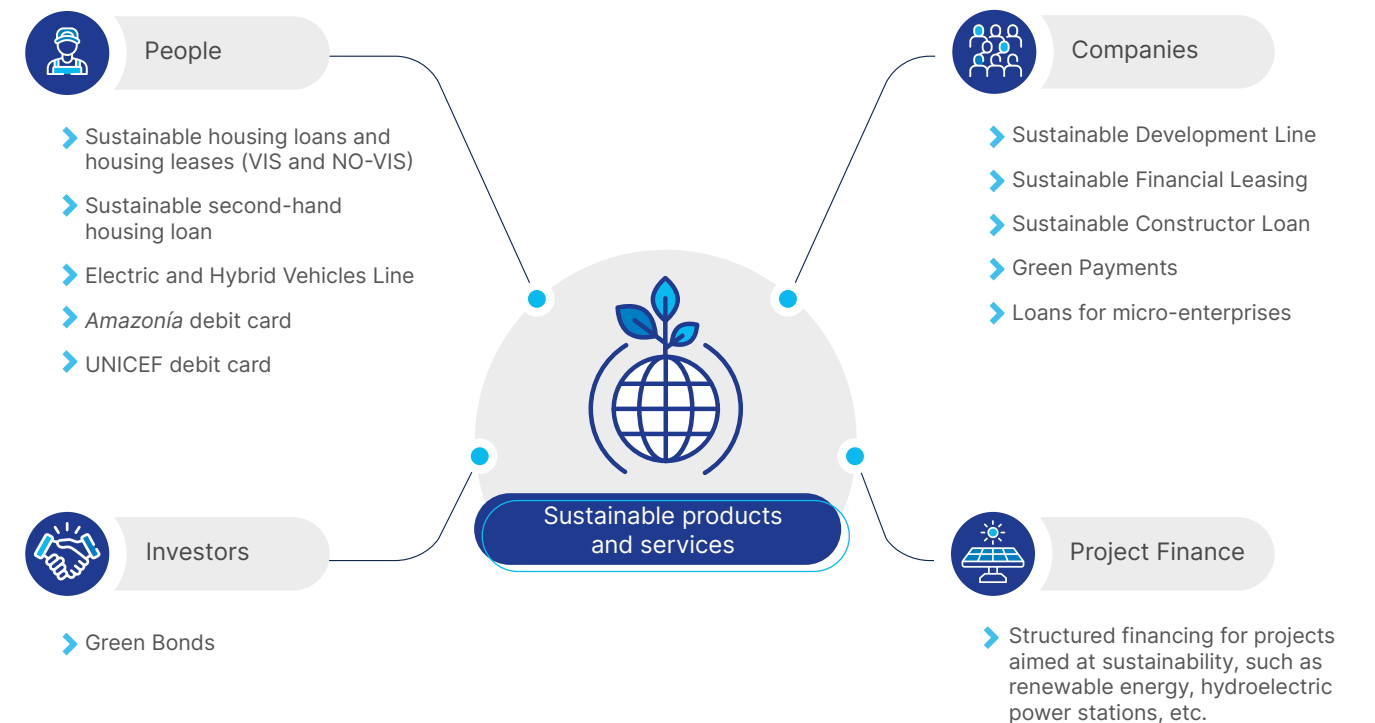 People
Sustainable housing loans and
housing leases (VIS and NO-VIS)
Sustainable second-hand
housing loan
Electric and Hybrid Vehicles Line
Amazonía debit card
UNICEF debit card
Companies
Sustainable Development Line
Sustainable Financial Leasing
Sustainable Constructor Loan
Green Payments
Loans for micro-enterprises
Sustainable products
and services
Investors
Green Bonds
Project Finance
Structured financing for projects
aimed at sustainability, such as
renewable energy, hydroelectric
power stations, etc.